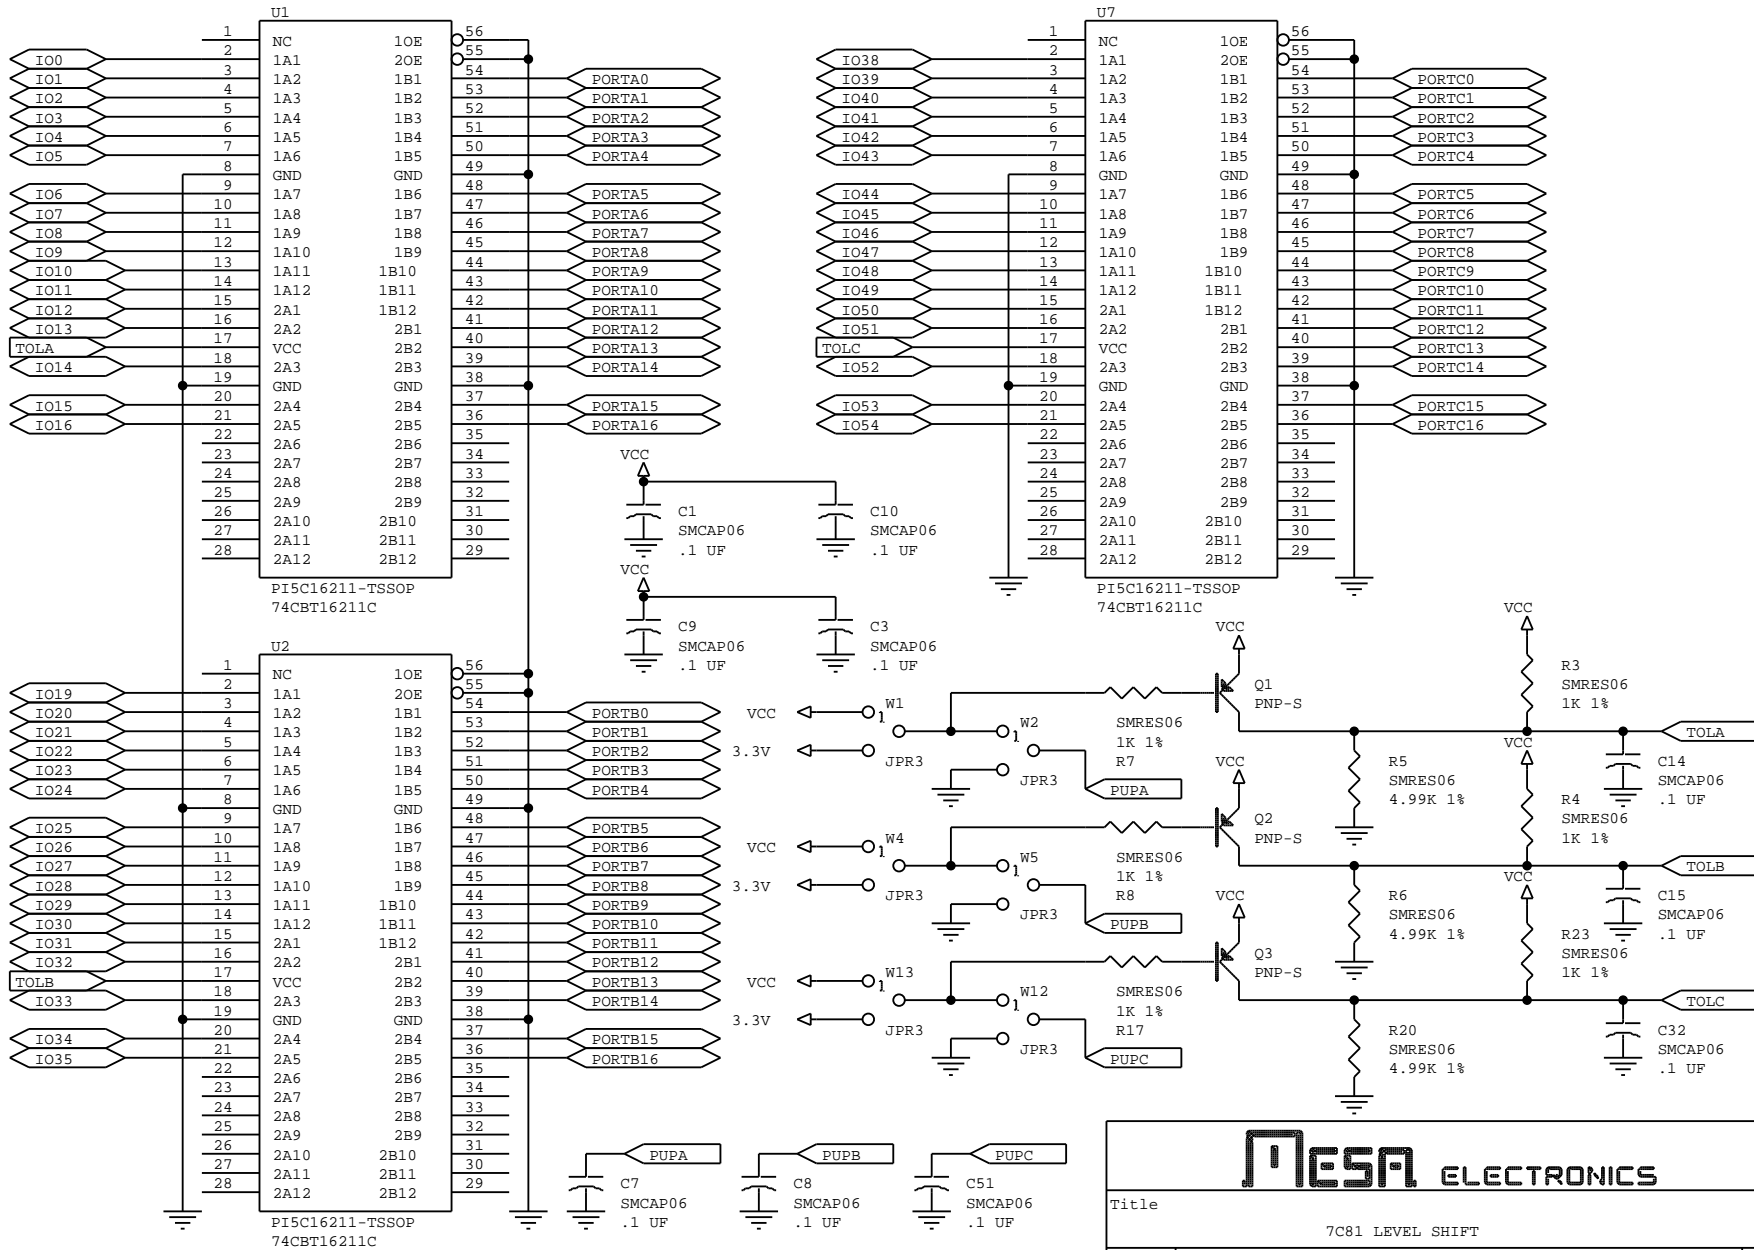 U1
1 NC 1OE 56
IO0 2 1A1 2OE 55
IO1 3 1A2 1B1 54 PORTA0
IO2 4 1A3 1B2 53 PORTA1
IO3 5 1A4 1B3 52 PORTA2
IO4 6 1A5 1B4 51 PORTA3
IO5 7 1A6 1B5 50 PORTA4
8 GND GND 49
IO6 9 1A7 1B6 48 PORTA5
IO7 10 1A8 1B7 47 PORTA6
IO8 11 1A9 1B8 46 PORTA7
IO9 12 1A10 1B9 45 PORTA8
IO10 13 1A11 1B10 44 PORTA9
IO11 14 1A12 1B11 43 PORTA10
IO12 15 2A1 1B12 42 PORTA11
IO13 16 2A2 2B1 41 PORTA12
TOLA 17 VCC 2B2 40 PORTA13
IO14 18 2A3 2B3 39 PORTA14
19 GND GND 38
IO15 20 2A4 2B4 37 PORTA15
IO16 21 2A5 2B5 36 PORTA16
22 2A6 2B6 35
23 2A7 2B7 34
24 2A8 2B8 33
25 2A9 2B9 32
26 2A10 2B10 31
27 2A11 2B11 30
28 2A12 2B12 29
PI5C16211-TSSOP
74CBT16211C
U7
1 NC 1OE 56
IO38 2 1A1 2OE 55
IO39 3 1A2 1B1 54 PORTC0
IO40 4 1A3 1B2 53 PORTC1
IO41 5 1A4 1B3 52 PORTC2
IO42 6 1A5 1B4 51 PORTC3
IO43 7 1A6 1B5 50 PORTC4
8 GND GND 49
IO44 9 1A7 1B6 48 PORTC5
IO45 10 1A8 1B7 47 PORTC6
IO46 11 1A9 1B8 46 PORTC7
IO47 12 1A10 1B9 45 PORTC8
IO48 13 1A11 1B10 44 PORTC9
IO49 14 1A12 1B11 43 PORTC10
IO50 15 2A1 1B12 42 PORTC11
IO51 16 2A2 2B1 41 PORTC12
TOLC 17 VCC 2B2 40 PORTC13
IO52 18 2A3 2B3 39 PORTC14
19 GND GND 38
IO53 20 2A4 2B4 37 PORTC15
IO54 21 2A5 2B5 36 PORTC16
22 2A6 2B6 35
23 2A7 2B7 34
24 2A8 2B8 33
25 2A9 2B9 32
26 2A10 2B10 31
27 2A11 2B11 30
28 2A12 2B12 29
PI5C16211-TSSOP
74CBT16211C
VCC
C1 C10
SMCAP06 SMCAP06
.1 UF .1 UF
VCC
C9 C3
SMCAP06 SMCAP06
.1 UF .1 UF
U2
1 NC 1OE 56
IO19 2 1A1 2OE 55
IO20 3 1A2 1B1 54 PORTB0
IO21 4 1A3 1B2 53 PORTB1
IO22 5 1A4 1B3 52 PORTB2
IO23 6 1A5 1B4 51 PORTB3
IO24 7 1A6 1B5 50 PORTB4
8 GND GND 49
IO25 9 1A7 1B6 48 PORTB5
IO26 10 1A8 1B7 47 PORTB6
IO27 11 1A9 1B8 46 PORTB7
IO28 12 1A10 1B9 45 PORTB8
IO29 13 1A11 1B10 44 PORTB9
IO30 14 1A12 1B11 43 PORTB10
IO31 15 2A1 1B12 42 PORTB11
IO32 16 2A2 2B1 41 PORTB12
TOLB 17 VCC 2B2 40 PORTB13
IO33 18 2A3 2B3 39 PORTB14
19 GND GND 38
IO34 20 2A4 2B4 37 PORTB15
IO35 21 2A5 2B5 36 PORTB16
22 2A6 2B6 35
23 2A7 2B7 34
24 2A8 2B8 33
25 2A9 2B9 32
26 2A10 2B10 31
27 2A11 2B11 30
28 2A12 2B12 29
PI5C16211-TSSOP
74CBT16211C
VCC W1 1
3.3V JPR3
W2 1
JPR3
PUPA
SMRES06
1K 1%
R7
VCC
Q1
PNP-S
VCC
R3
SMRES06
1K 1%
R5
SMRES06
4.99K 1%
TOLA
C14
SMCAP06
.1 UF
VCC W4 1
3.3V JPR3
W5 1
JPR3
PUPB
SMRES06
1K 1%
R8
VCC
Q2
PNP-S
VCC
R4
SMRES06
1K 1%
R6
SMRES06
4.99K 1%
TOLB
C15
SMCAP06
.1 UF
VCC W13 1
3.3V JPR3
W12 1
JPR3
PUPC
SMRES06
1K 1%
R17
VCC
Q3
PNP-S
VCC
R23
SMRES06
1K 1%
R20
SMRES06
4.99K 1%
TOLC
C32
SMCAP06
.1 UF
PUPA PUPB PUPC
C7 C8 C51
SMCAP06 SMCAP06 SMCAP06
.1 UF .1 UF .1 UF
MESA ELECTRONICS
Title
7C81 LEVEL SHIFT